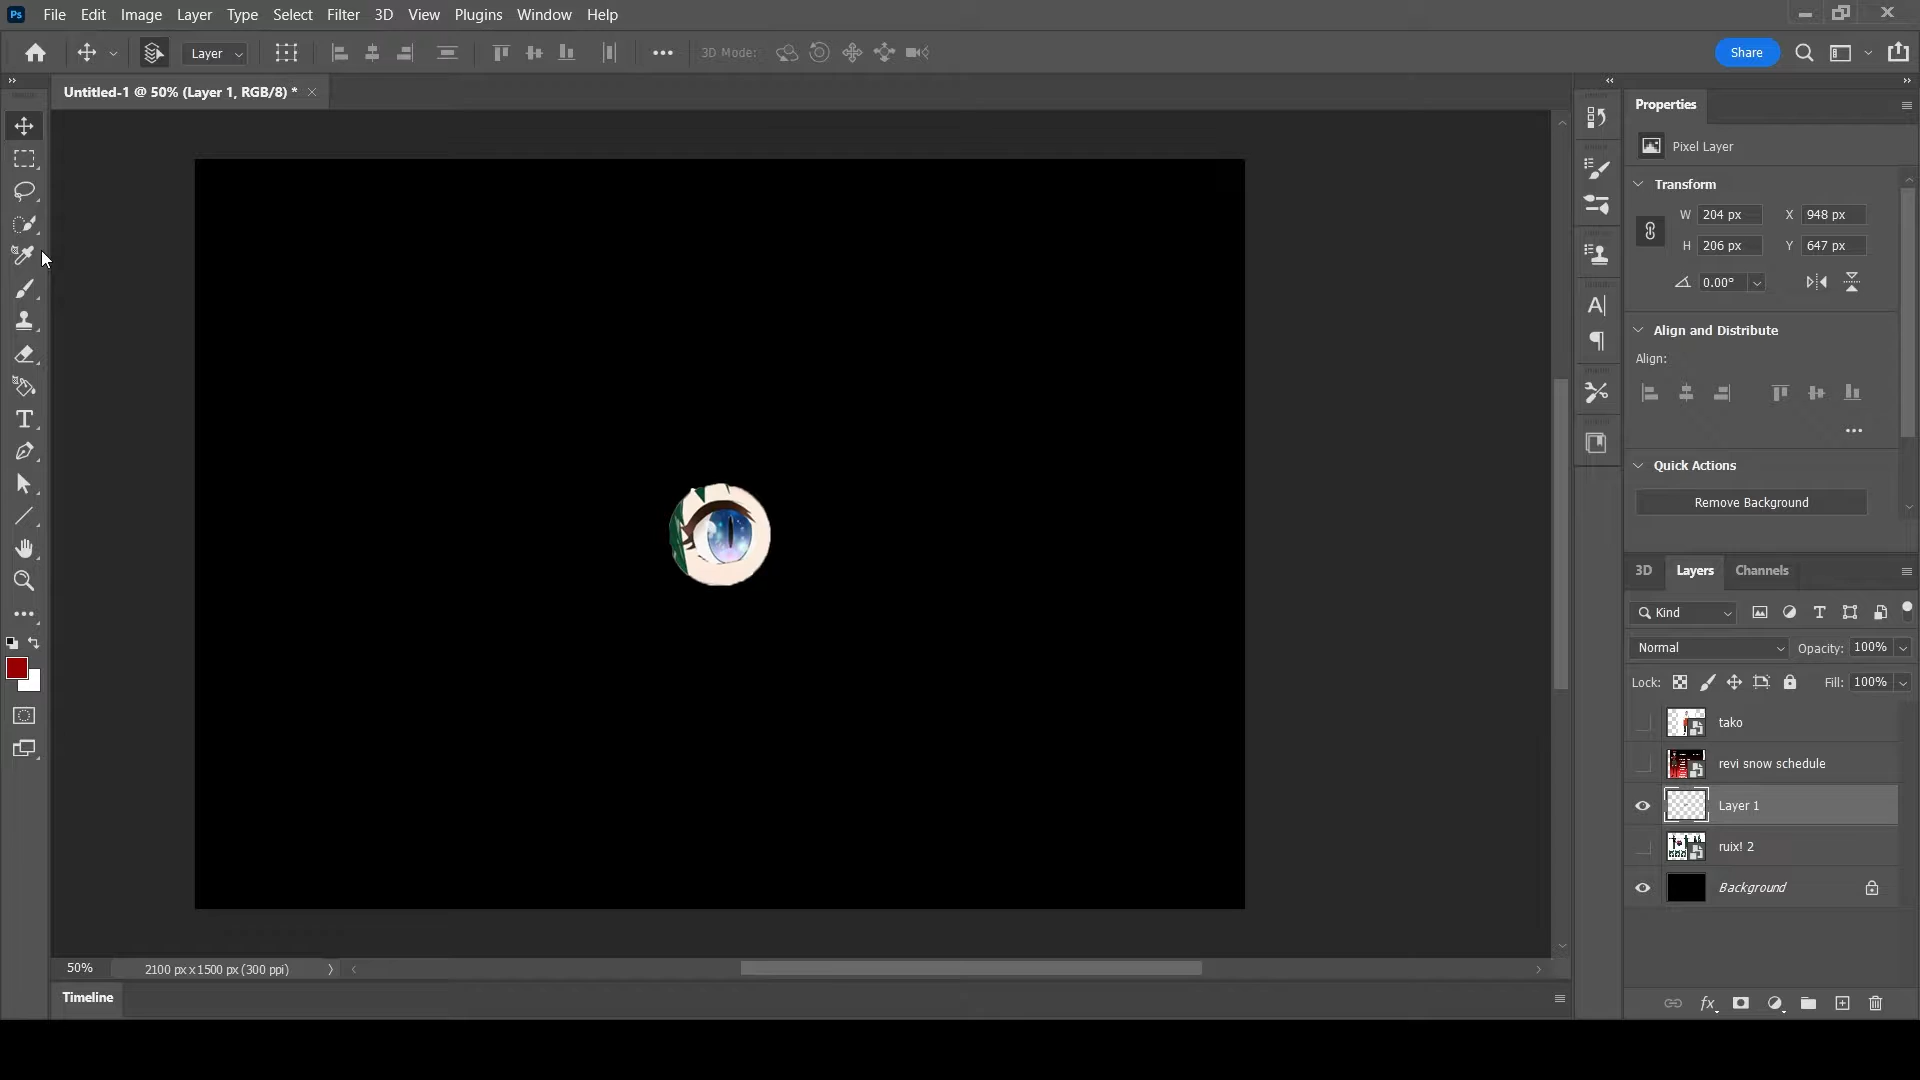 Ps File Edit Image Layer Type Select Filter 3D View Plugins Window Help
Layer 3D Mode: Share
Untitled-1 @ 50% (Layer 1, RGB/8) *
Properties
Pixel Layer
Transform
W 204 px X 948 px
H 206 px Y 647 px
0.00°
Align and Distribute
Align:
Quick Actions
Remove Background
3D Layers Channels
Kind
Normal Opacity: 100%
Lock: Fill: 100%
tako
revi snow schedule
Layer 1
ruix! 2
Background
50% 2100 px x 1500 px (300 ppi)
Timeline